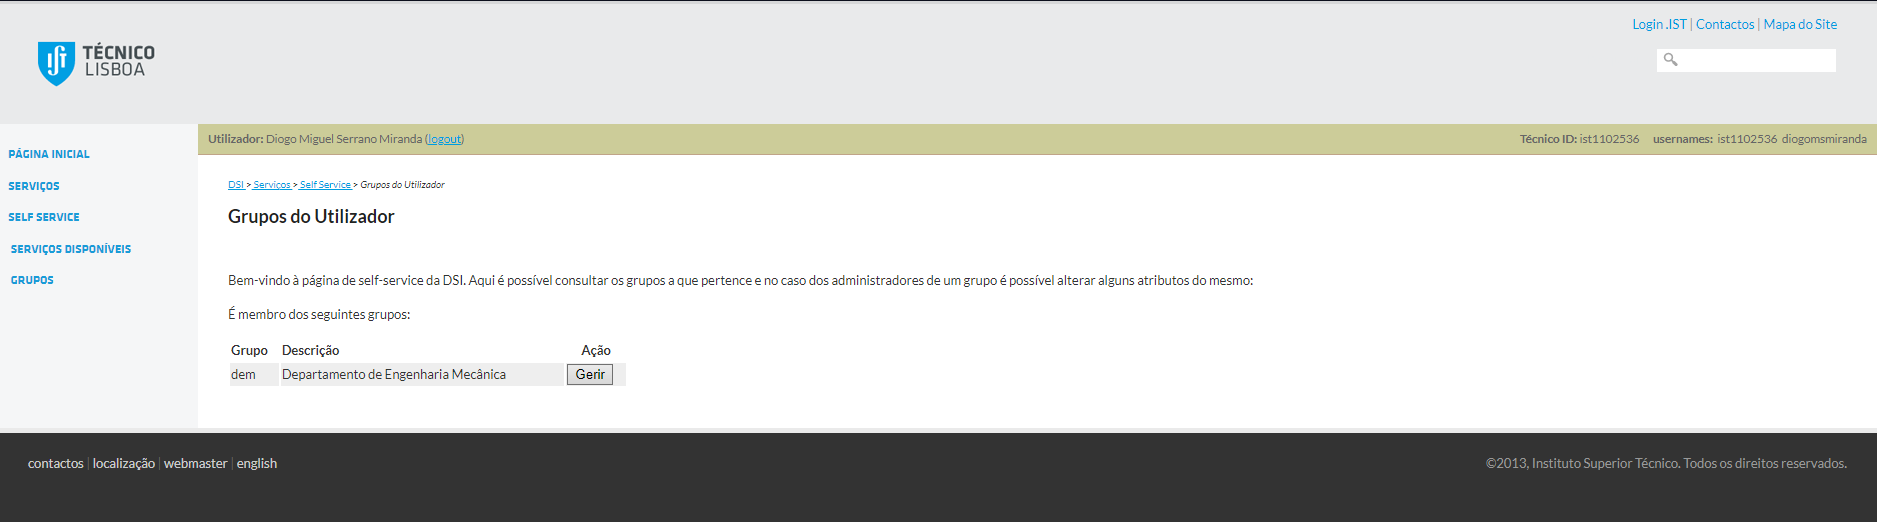 Login .IST | Contactos | Mapa do Site
TÉCNICO
LISBOA
Utilizador: Diogo Miguel Serrano Miranda (logout)
Técnico ID: ist1102536 usernames: ist1102536 diogomsmiranda
PÁGINA INICIAL
SERVIÇOS
SELF SERVICE
SERVIÇOS DISPONÍVEIS
GRUPOS
DSI > Servicos > Self Service > Grupos do Utilizador
Grupos do Utilizador
Bem-vindo à página de self-service da DSI. Aqui é possível consultar os grupos a que pertence e no caso dos administradores de um grupo é possível alterar alguns atributos do mesmo:
É membro dos seguintes grupos:
Grupo Descrição Ação
dem Departamento de Engenharia Mecânica Gerir
contactos | localização | webmaster | english
©2013, Instituto Superior Técnico. Todos os direitos reservados.